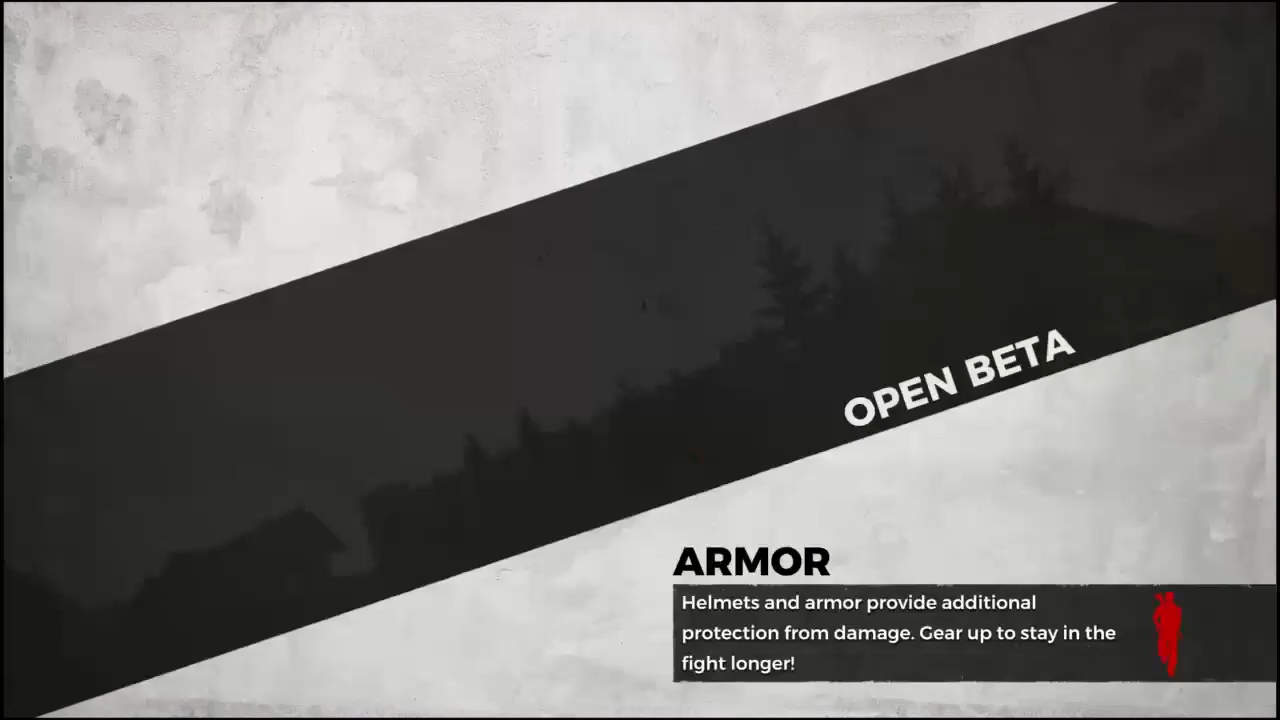 OPEN BETA
ARMOR
Helmets and armor provide additional
protection from damage. Gear up to stay in the
fight longer!